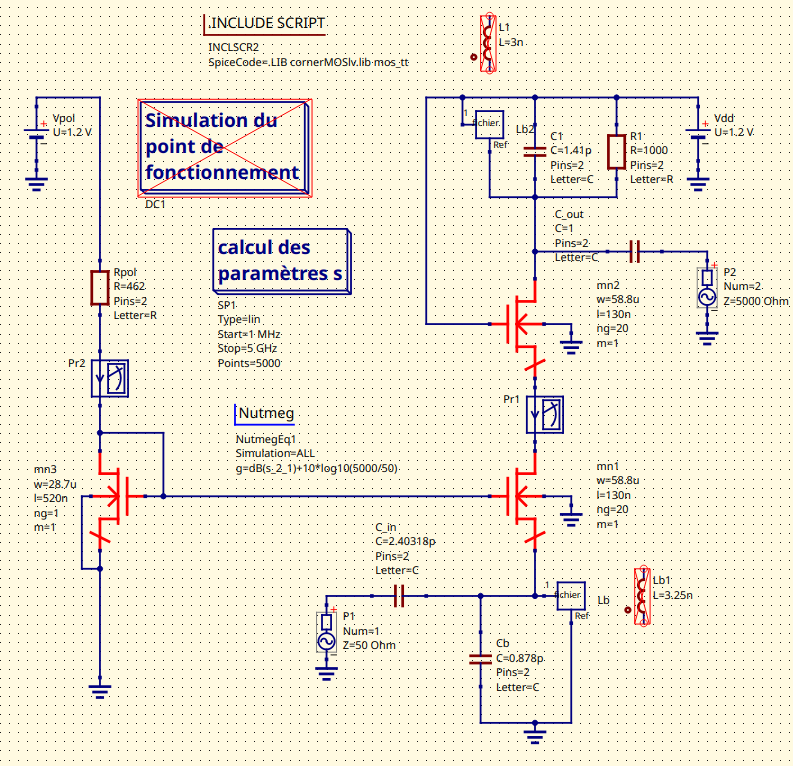 .INCLUDE SCRIPT
INCLSCR2
SpiceCode=.LIB cornerMOSlv.lib mos_tt
L1
L=3n
Vpol
U=1.2 V
Simulation du
point de
fonctionnement
DC1
1
Fichier.
Ref
Lb2
C1
C=1.41p
Pins=2
Letter=C
R1
R=1000
Pins=2
Letter=R
Vdd
U=1.2 V
calcul des
paramètres s
SP1
Type=lin
Start=1 MHz
Stop=5 GHz
Points=5000
C_out
C=1
Pins=2
Letter=C
P2
Num=2
Z=5000 Ohm
Rpol
R=462
Pins=2
Letter=R
mn2
w=58.8u
l=130n
ng=20
m=1
Pr2
Pr1
Nutmeg
NutmegEq1
Simulation=ALL
g=dB(s_2_1)+10*log10(5000/50)
mn3
w=28.7u
l=520n
ng=1
m=1
mn1
w=58.8u
l=130n
ng=20
m=1
C_in
C=2.40318p
Pins=2
Letter=C
1
Fichier.
Ref
Lb
Lb1
L=3.25n
P1
Num=1
Z=50 Ohm
Cb
C=0.878p
Pins=2
Letter=C